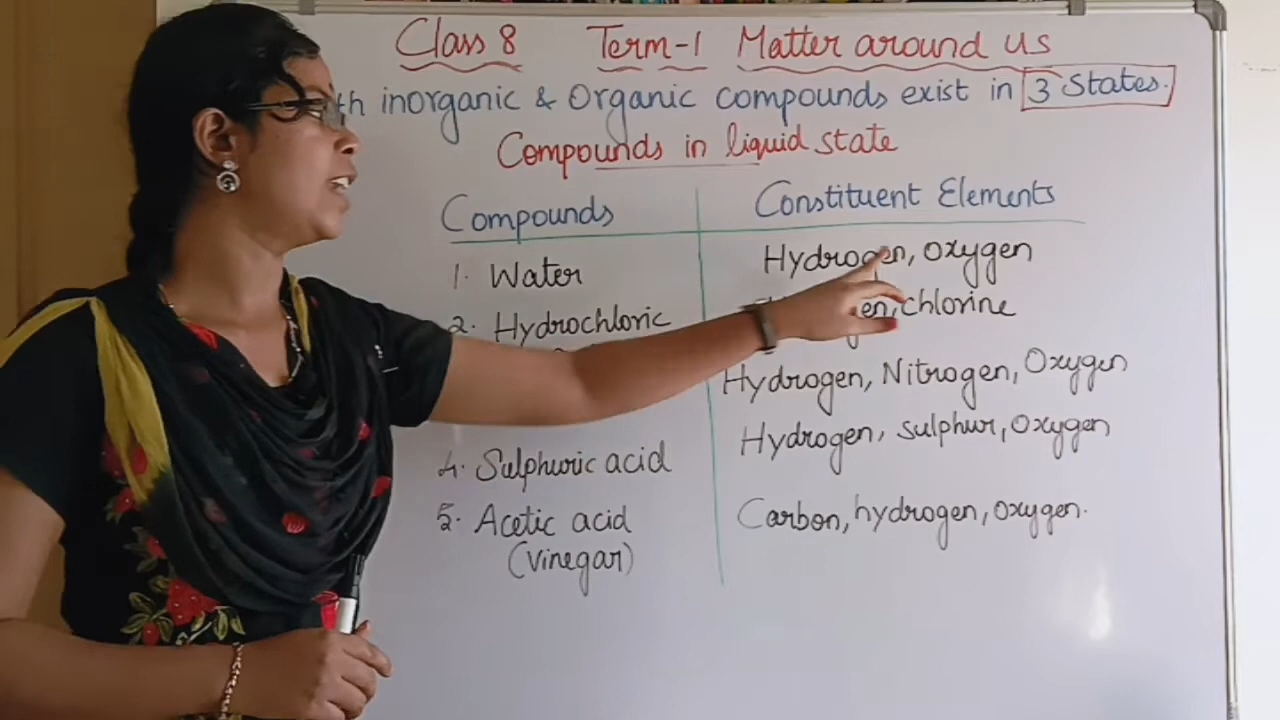 Class 8 Term-1 Matter around us
th inorganic & Organic compounds exist in 3 States.
Compounds in liquid state
Compounds Constituent Elements
1. Water Hydrogen, Oxygen
2. Hydrochloric en, chlorine
Hydrogen, Nitrogen, Oxygen
4. Sulphuric acid Hydrogen, sulphur, Oxygen
5. Acetic acid Carbon, hydrogen, oxygen.
(Vinegar)